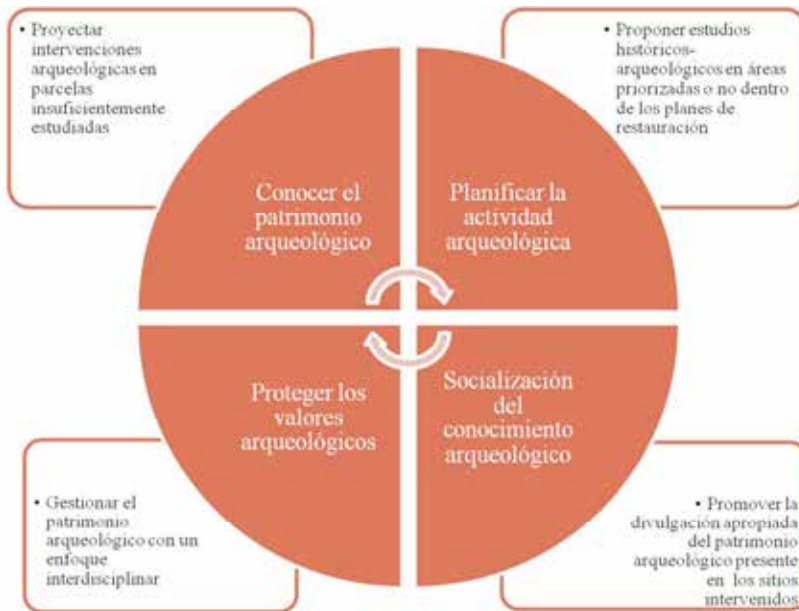 • Proyectar
intervenciones
arqueológicas en
parcelas
insuficientemente
estudiadas
• Proponer estudios
históricos-
arqueológicos en áreas
priorizadas o no dentro
de los planes de
restauración
Conocer el
patrimonio
arqueológico
Planificar la
actividad
arqueológica
Proteger los
valores
arqueológicos
Socialización
del
conocimiento
arqueológico
• Gestionar el
patrimonio
arqueológico con un
enfoque
interdisciplinar
• Promover la
divulgación apropiada
del patrimonio
arqueológico presente
en los sitios
intervenidos